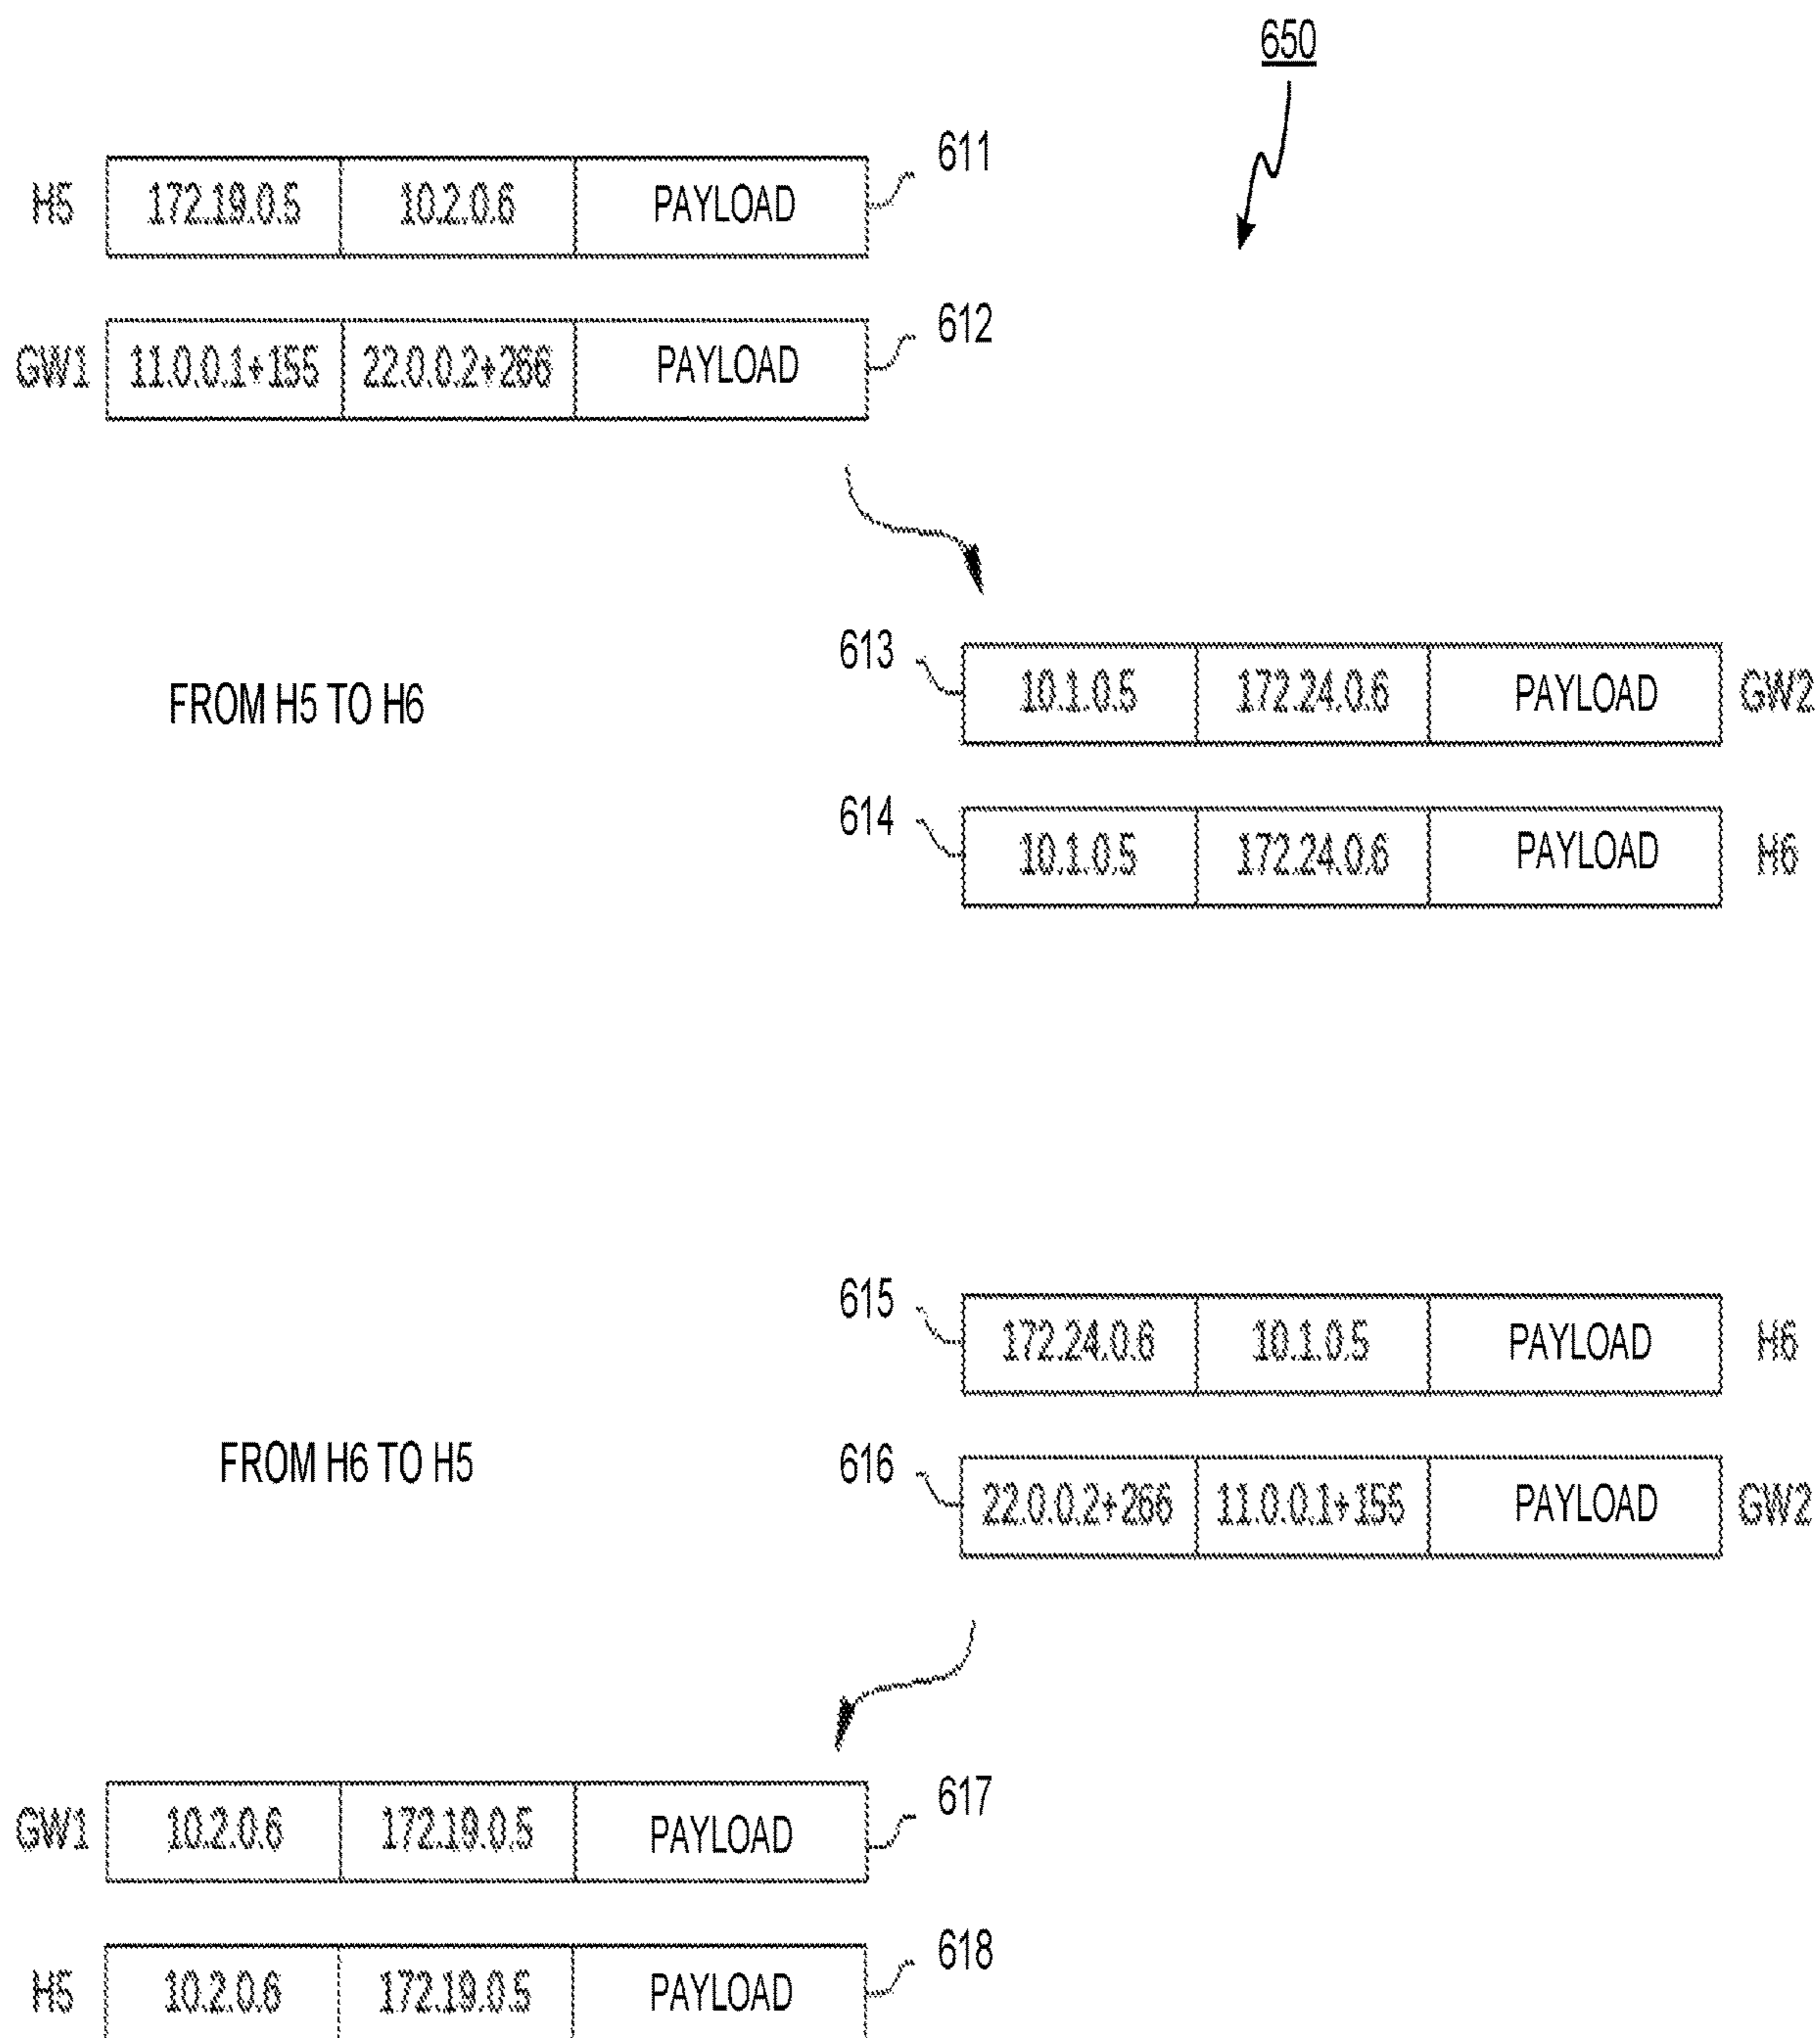 650
611
H5 172.19.0.5 10.2.0.6 PAYLOAD
612
GW1 11.0.0.1+155 22.0.0.2+266 PAYLOAD
613
FROM H5 TO H6
10.1.0.5 172.24.0.6 PAYLOAD GW2
614
10.1.0.5 172.24.0.6 PAYLOAD H6
615
172.24.0.6 10.1.0.5 PAYLOAD H6
FROM H6 TO H5
616
22.0.0.2+266 11.0.0.1+155 PAYLOAD GW2
617
GW1 10.2.0.6 172.19.0.5 PAYLOAD
618
H5 10.2.0.6 172.19.0.5 PAYLOAD